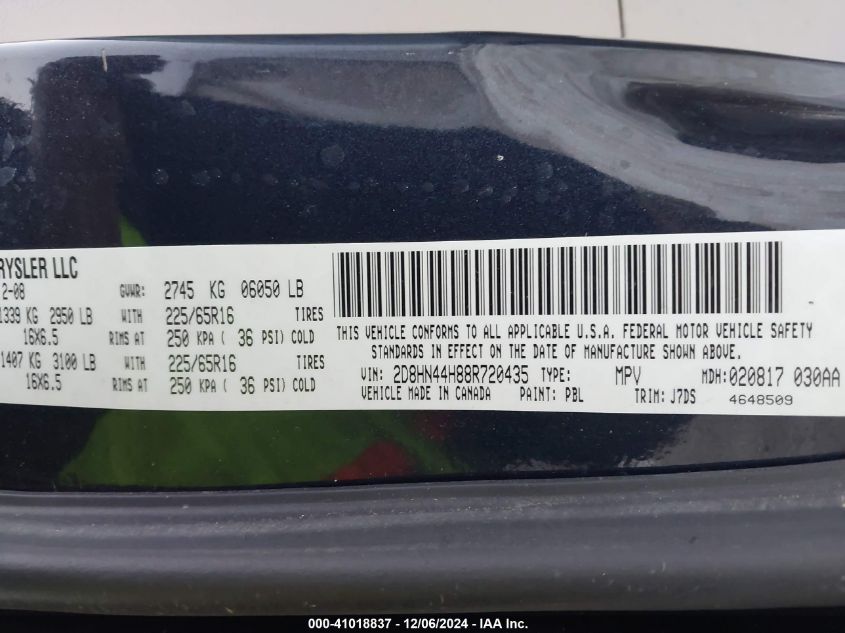 RYSLER LLC
2-08 GVWR: 2745 KG 06050 LB
1339 KG 2950 LB WITH 225/65R16 TIRES
16X6.5 RIMS AT 250 KPA ( 36 PSI) COLD
1407 KG 3100 LB WITH 225/65R16 TIRES
16X6.5 RIMS AT 250 KPA ( 36 PSI) COLD
THIS VEHICLE CONFORMS TO ALL APPLICABLE U.S.A. FEDERAL MOTOR VEHICLE SAFETY
STANDARDS IN EFFECT ON THE DATE OF MANUFACTURE SHOWN ABOVE.
VIN: 2D8HN44H88R720435 TYPE: MPV MDH: 020817 030AA
VEHICLE MADE IN CANADA PAINT: PBL TRIM: J7DS 4648509
000-41018837 - 12/06/2024 - IAA Inc.